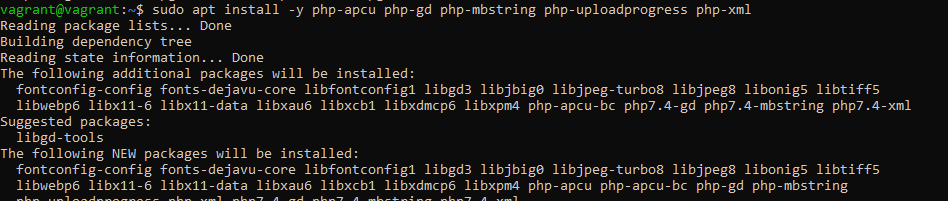 vagrant@vagrant:~$ sudo apt install -y php-apcu php-gd php-mbstring php-uploadprogress php-xml
Reading package lists... Done
Building dependency tree
Reading state information... Done
The following additional packages will be installed:
  fontconfig-config fonts-dejavu-core libfontconfig1 libgd3 libjbig0 libjpeg-turbo8 libjpeg8 libonig5 libtiff5
  libwebp6 libx11-6 libx11-data libxau6 libxcb1 libxdmcp6 libxpm4 php-apcu-bc php7.4-gd php7.4-mbstring php7.4-xml
Suggested packages:
  libgd-tools
The following NEW packages will be installed:
  fontconfig-config fonts-dejavu-core libfontconfig1 libgd3 libjbig0 libjpeg-turbo8 libjpeg8 libonig5 libtiff5
  libwebp6 libx11-6 libx11-data libxau6 libxcb1 libxdmcp6 libxpm4 php-apcu php-apcu-bc php-gd php-mbstring
  php-uploadprogress php-xml php7.4-gd php7.4-mbstring php7.4-xml